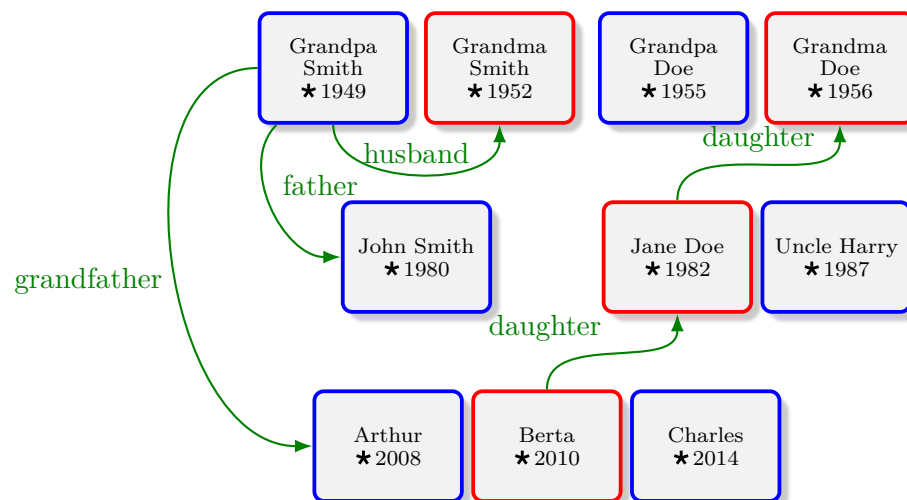 Grandpa
Smith
★1949
Grandma
Smith
★1952
Grandpa
Doe
★1955
Grandma
Doe
★1956
husband
daughter
father
John Smith
★1980
Jane Doe
★1982
Uncle Harry
★1987
grandfather
daughter
Arthur
★2008
Berta
★2010
Charles
★2014